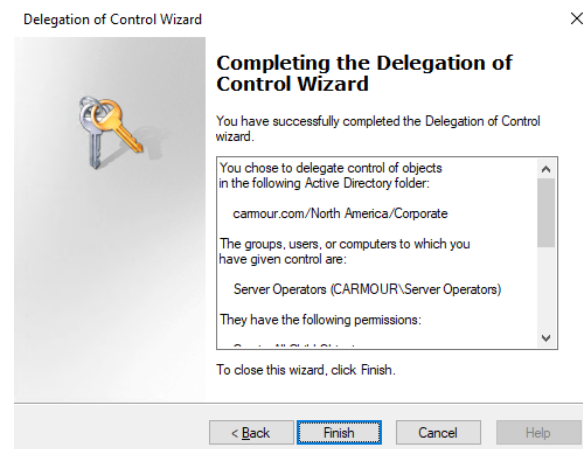 Delegation of Control Wizard
Completing the Delegation of
Control Wizard
You have successfully completed the Delegation of Control
wizard.
You chose to delegate control of objects
in the following Active Directory folder:
carmour.com/North America/Corporate
The groups, users, or computers to which you
have given control are:
Server Operators (CARMOUR\Server Operators)
They have the following permissions:
To close this wizard, click Finish.
< Back
Finish
Cancel
Help